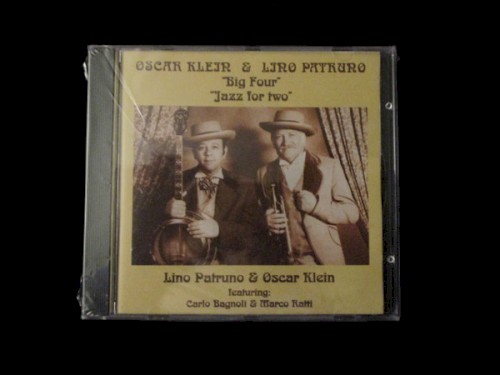 OSCAR KLEIN & LINO PATRUNO
"Big Four"
"Jazz for two"
Lino Patruno & Oscar Klein
featuring:
Carlo Bagnoli & Marco Ratti